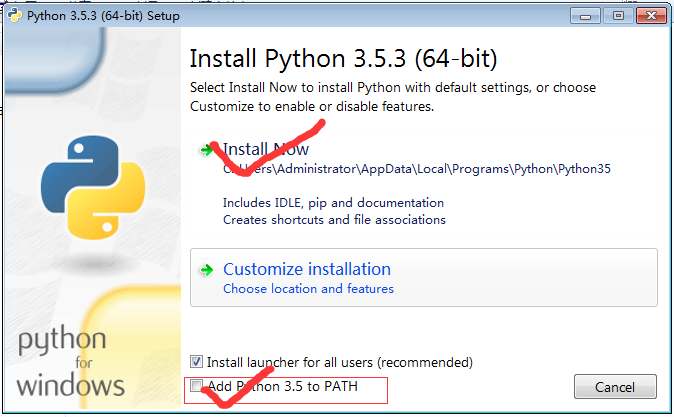 Python 3.5.3 (64-bit) Setup
Install Python 3.5.3 (64-bit)
Select Install Now to install Python with default settings, or choose
Customize to enable or disable features.
Install Now
C:\Users\Administrator\AppData\Local\Programs\Python\Python35
Includes IDLE, pip and documentation
Creates shortcuts and file associations
Customize installation
Choose location and features
python
for
windows
Install launcher for all users (recommended)
Add Python 3.5 to PATH
Cancel